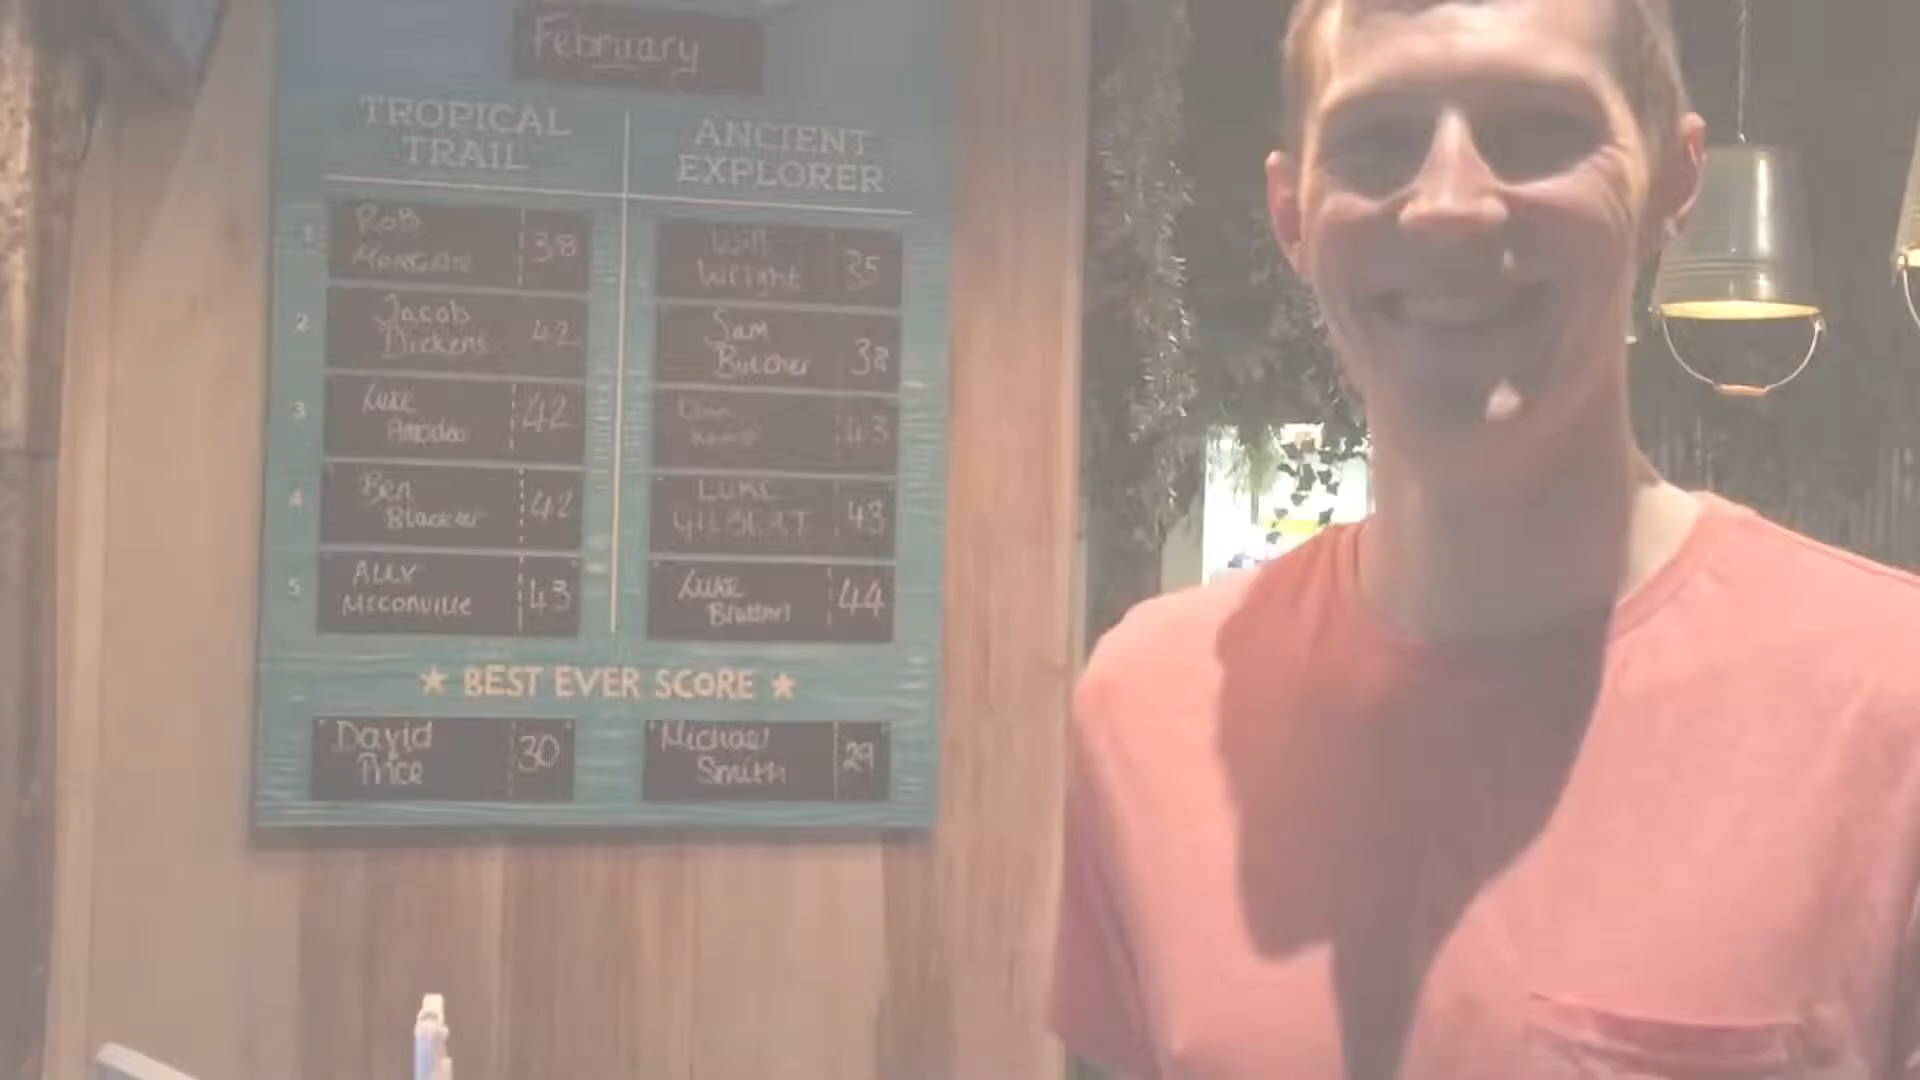 February
TROPICAL
TRAIL
ANCIENT
EXPLORER
1
ROB
MORGAN
38
Will
Wright
35
2
Jacob
Dickens
42
Sam
Butcher
38
3
LUKE
Amodeo
42
43
4
Ben
42
LUKE
GILBERT
43
5
ALLY
MCCONVILLE
43
LUKE
44
★ BEST EVER SCORE ★
David
Price
30
Michael
Smith
29